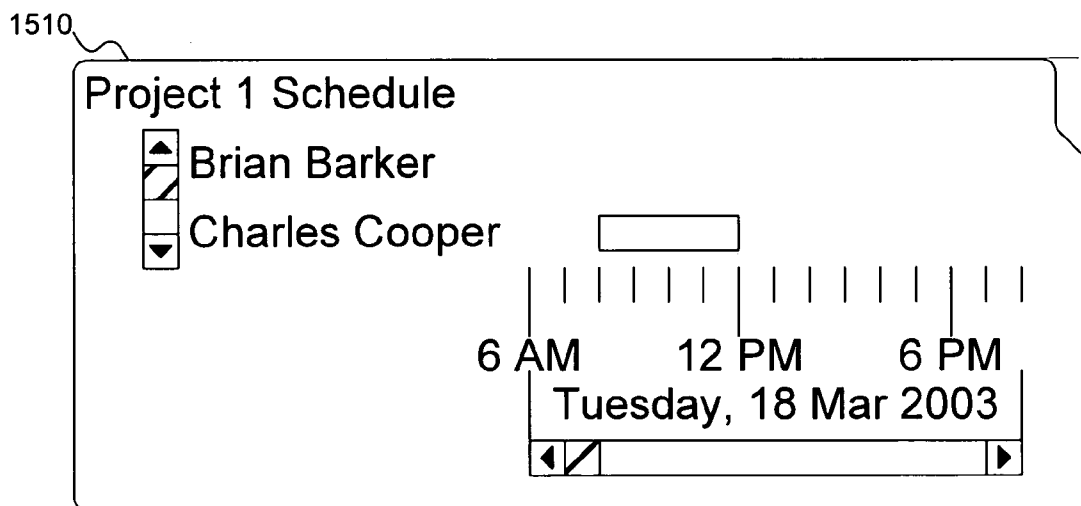 1510
Project 1 Schedule
Brian Barker
Charles Cooper
6 AM 12 PM 6 PM
Tuesday, 18 Mar 2003